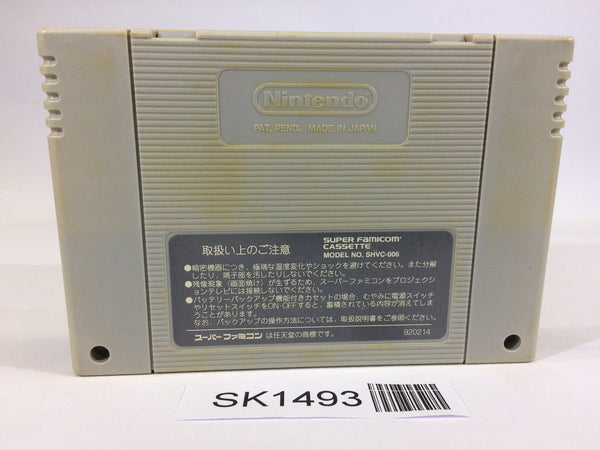 Nintendo
PAT. PEND. MADE IN JAPAN
取扱い上のご注意
SUPER FAMICOM
CASSETTE
MODEL NO. SHVC-006
●精密機器につき、極端な温度変化やショックを避けてください。また分解
したり、端子部を汚したりしないでください。
●残像現象（画面焼け）が生ずるため、スーパーファミコンをプロジェクシ
ョンテレビには接続しないでください。
●バッテリーバックアップ機能付きカセットの場合、むやみに電源スイッチ
やリセットスイッチをON·OFFすると、蓄積されている内容が消えてしま
うことがあります。
なお、バックアップの操作方法については、取扱説明書をご参照ください。
スーパーファミコン は任天堂の商標です。
920214
SK1493